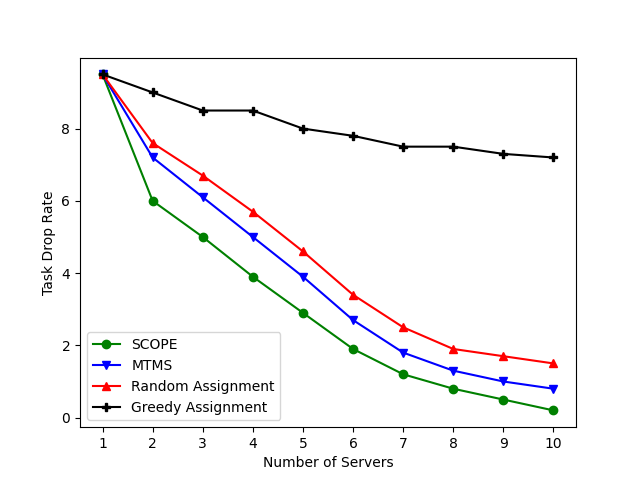 8
6
4
2
0
Task Drop Rate
SCOPE
MTMS
Random Assignment
Greedy Assignment
1 2 3 4 5 6 7 8 9 10
Number of Servers